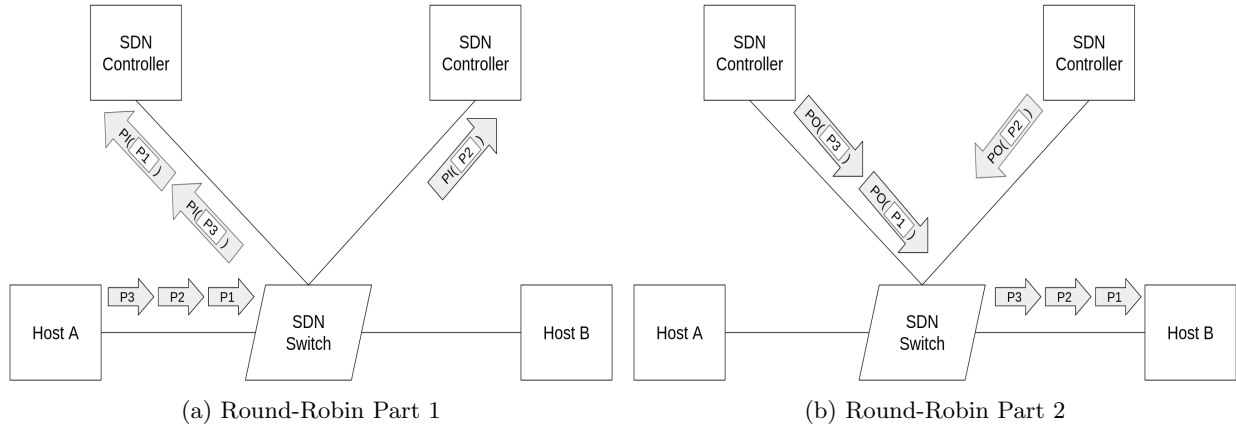 SDN
Controller
SDN
Controller
PI( P1 )
PI( P3 )
PI( P2 )
P3
P2
P1
Host A
SDN
Switch
Host B
(a) Round-Robin Part 1
SDN
Controller
SDN
Controller
PO( P3 )
PO( P1 )
PO( P2 )
P3
P2
P1
Host A
SDN
Switch
Host B
(b) Round-Robin Part 2